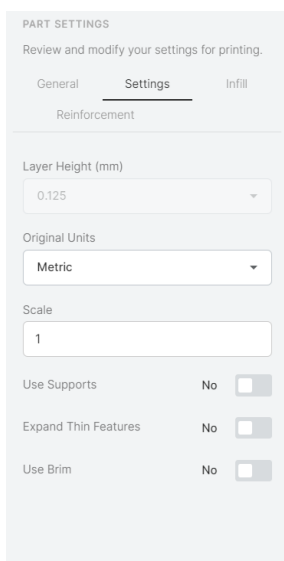 PART SETTINGS
Review and modify your settings for printing.
General Settings Infill
Reinforcement
Layer Height (mm)
0.125
Original Units
Metric
Scale
1
Use Supports No
Expand Thin Features No
Use Brim No